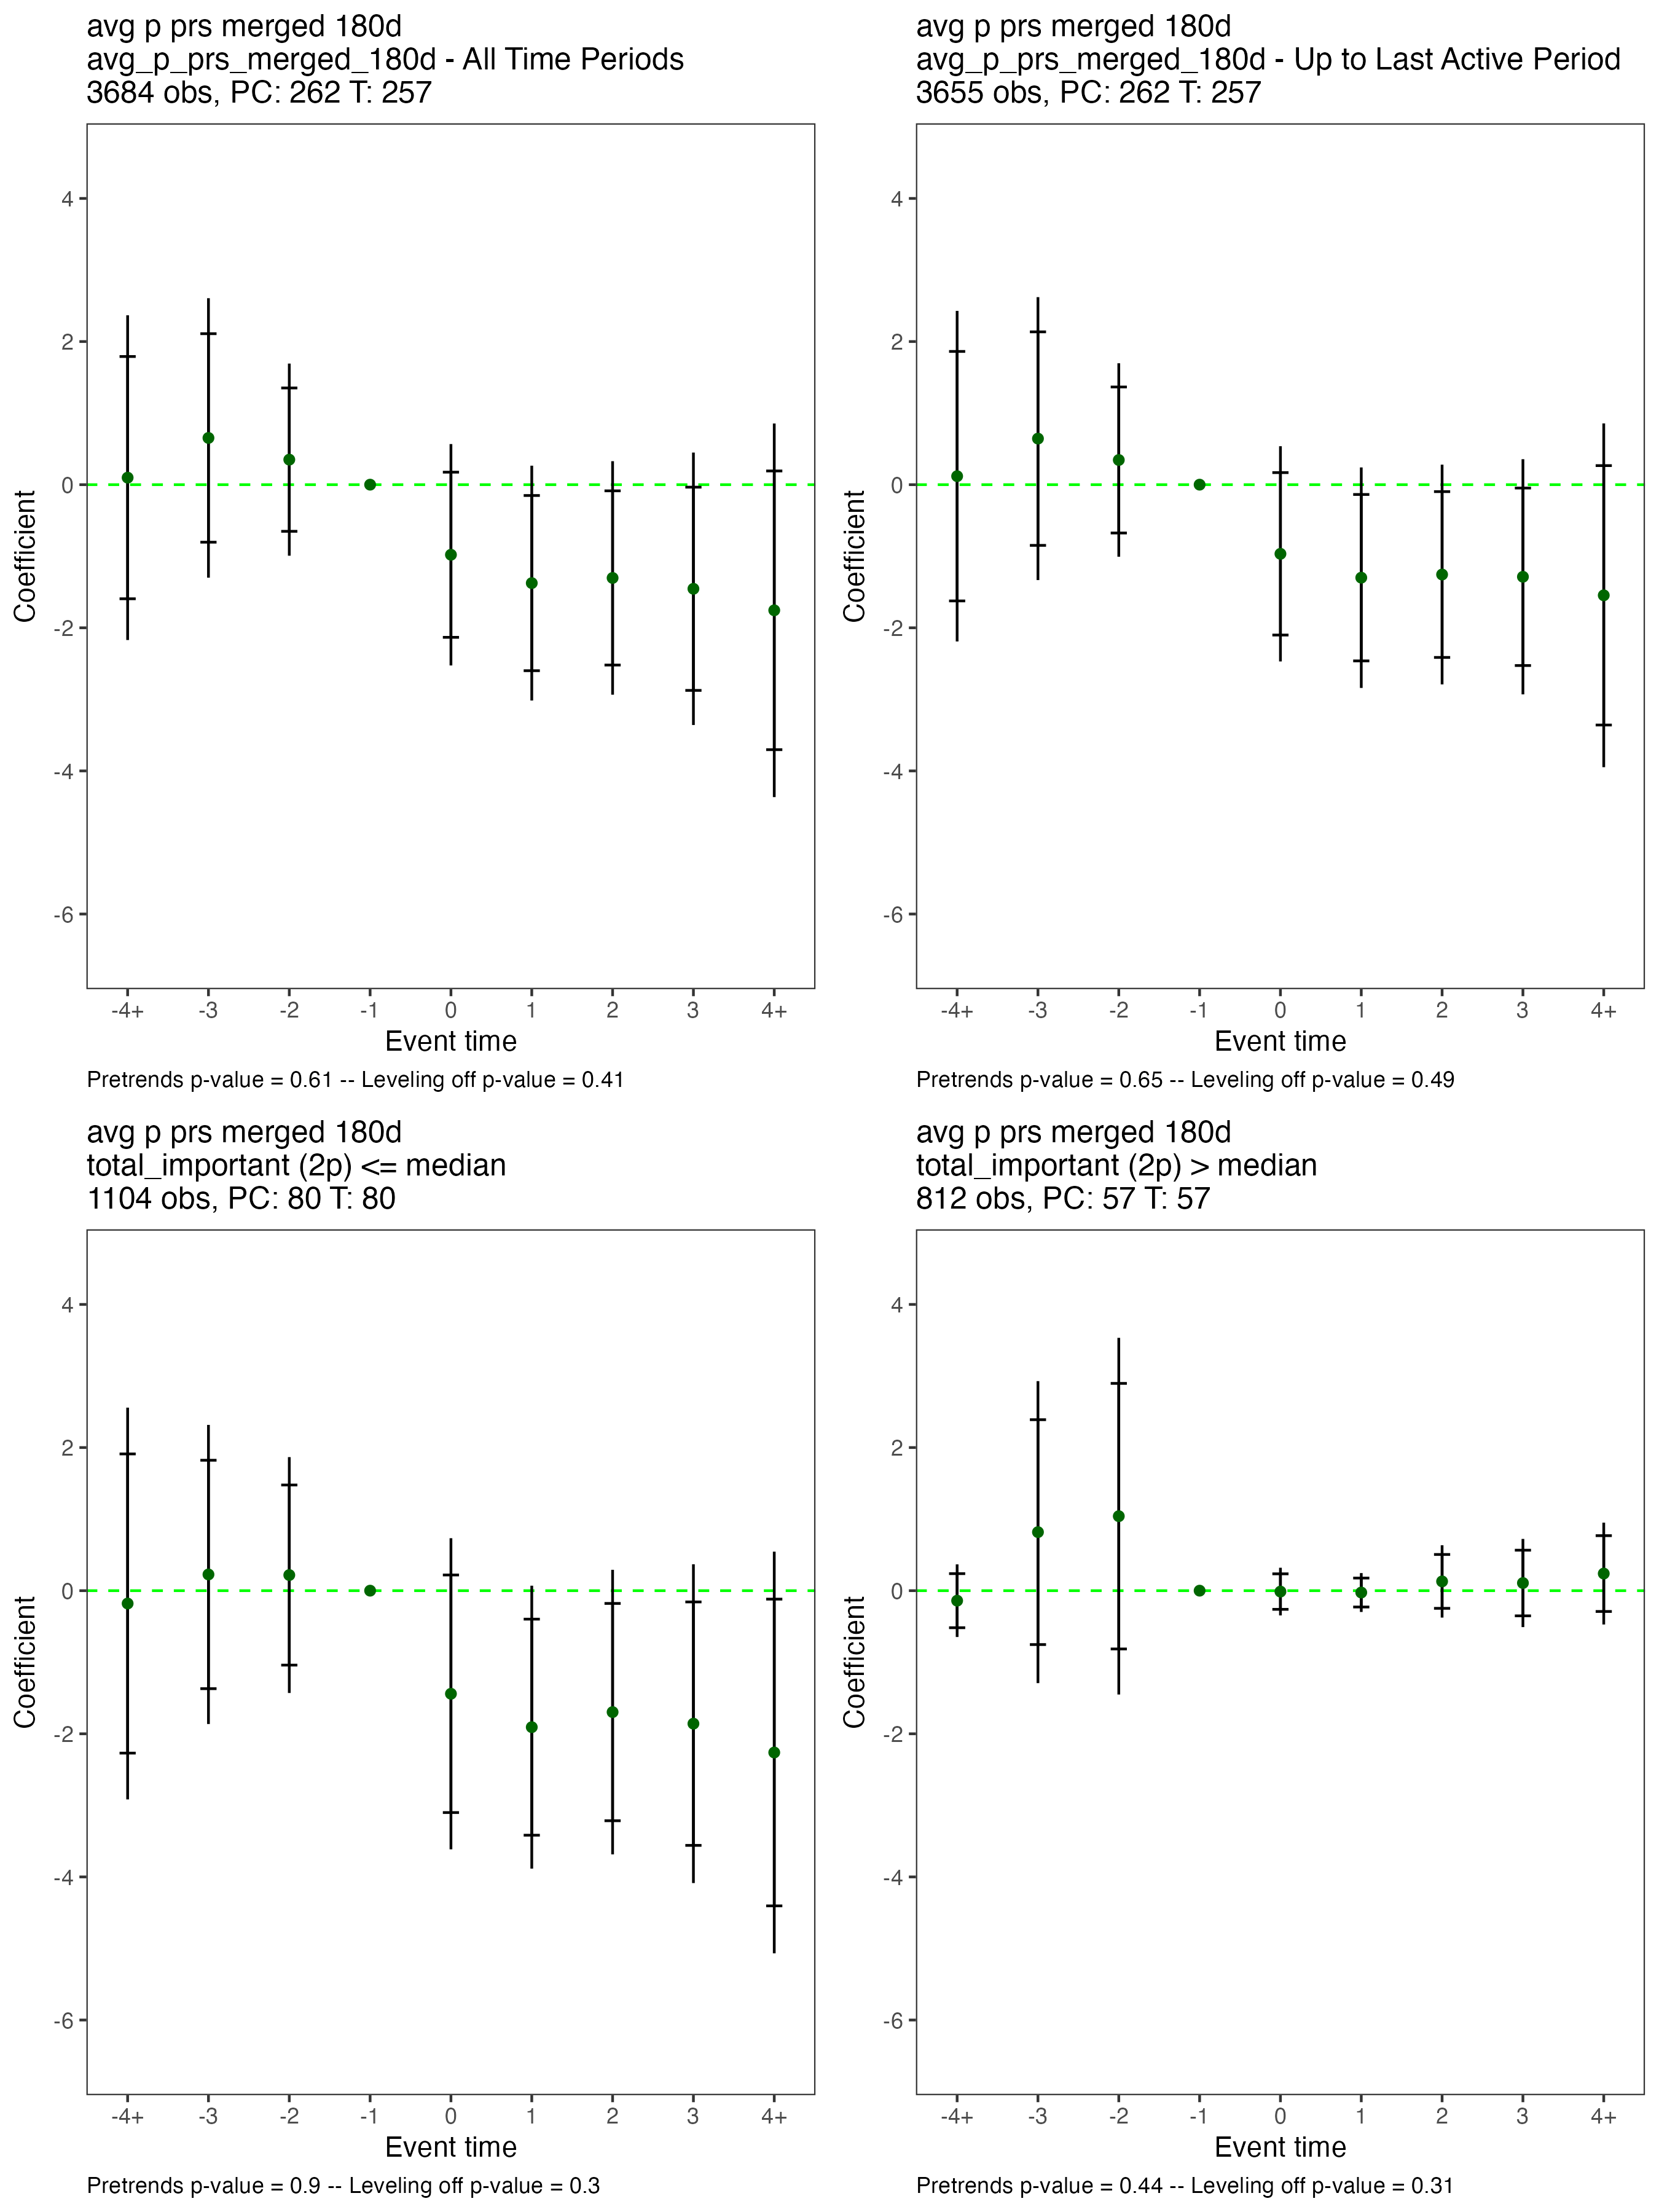 avg p prs merged 180d
avg_p_prs_merged_180d - All Time Periods
3684 obs, PC: 262 T: 257
4
2
0
-2
-4
-6
Coefficient
-4+ -3 -2 -1 0 1 2 3 4+
Event time
Pretrends p-value = 0.61 -- Leveling off p-value = 0.41
avg p prs merged 180d
avg_p_prs_merged_180d - Up to Last Active Period
3655 obs, PC: 262 T: 257
4
2
0
-2
-4
-6
Coefficient
-4+ -3 -2 -1 0 1 2 3 4+
Event time
Pretrends p-value = 0.65 -- Leveling off p-value = 0.49
avg p prs merged 180d
total_important (2p) <= median
1104 obs, PC: 80 T: 80
4
2
0
-2
-4
-6
Coefficient
-4+ -3 -2 -1 0 1 2 3 4+
Event time
Pretrends p-value = 0.9 -- Leveling off p-value = 0.3
avg p prs merged 180d
total_important (2p) > median
812 obs, PC: 57 T: 57
4
2
0
-2
-4
-6
Coefficient
-4+ -3 -2 -1 0 1 2 3 4+
Event time
Pretrends p-value = 0.44 -- Leveling off p-value = 0.31